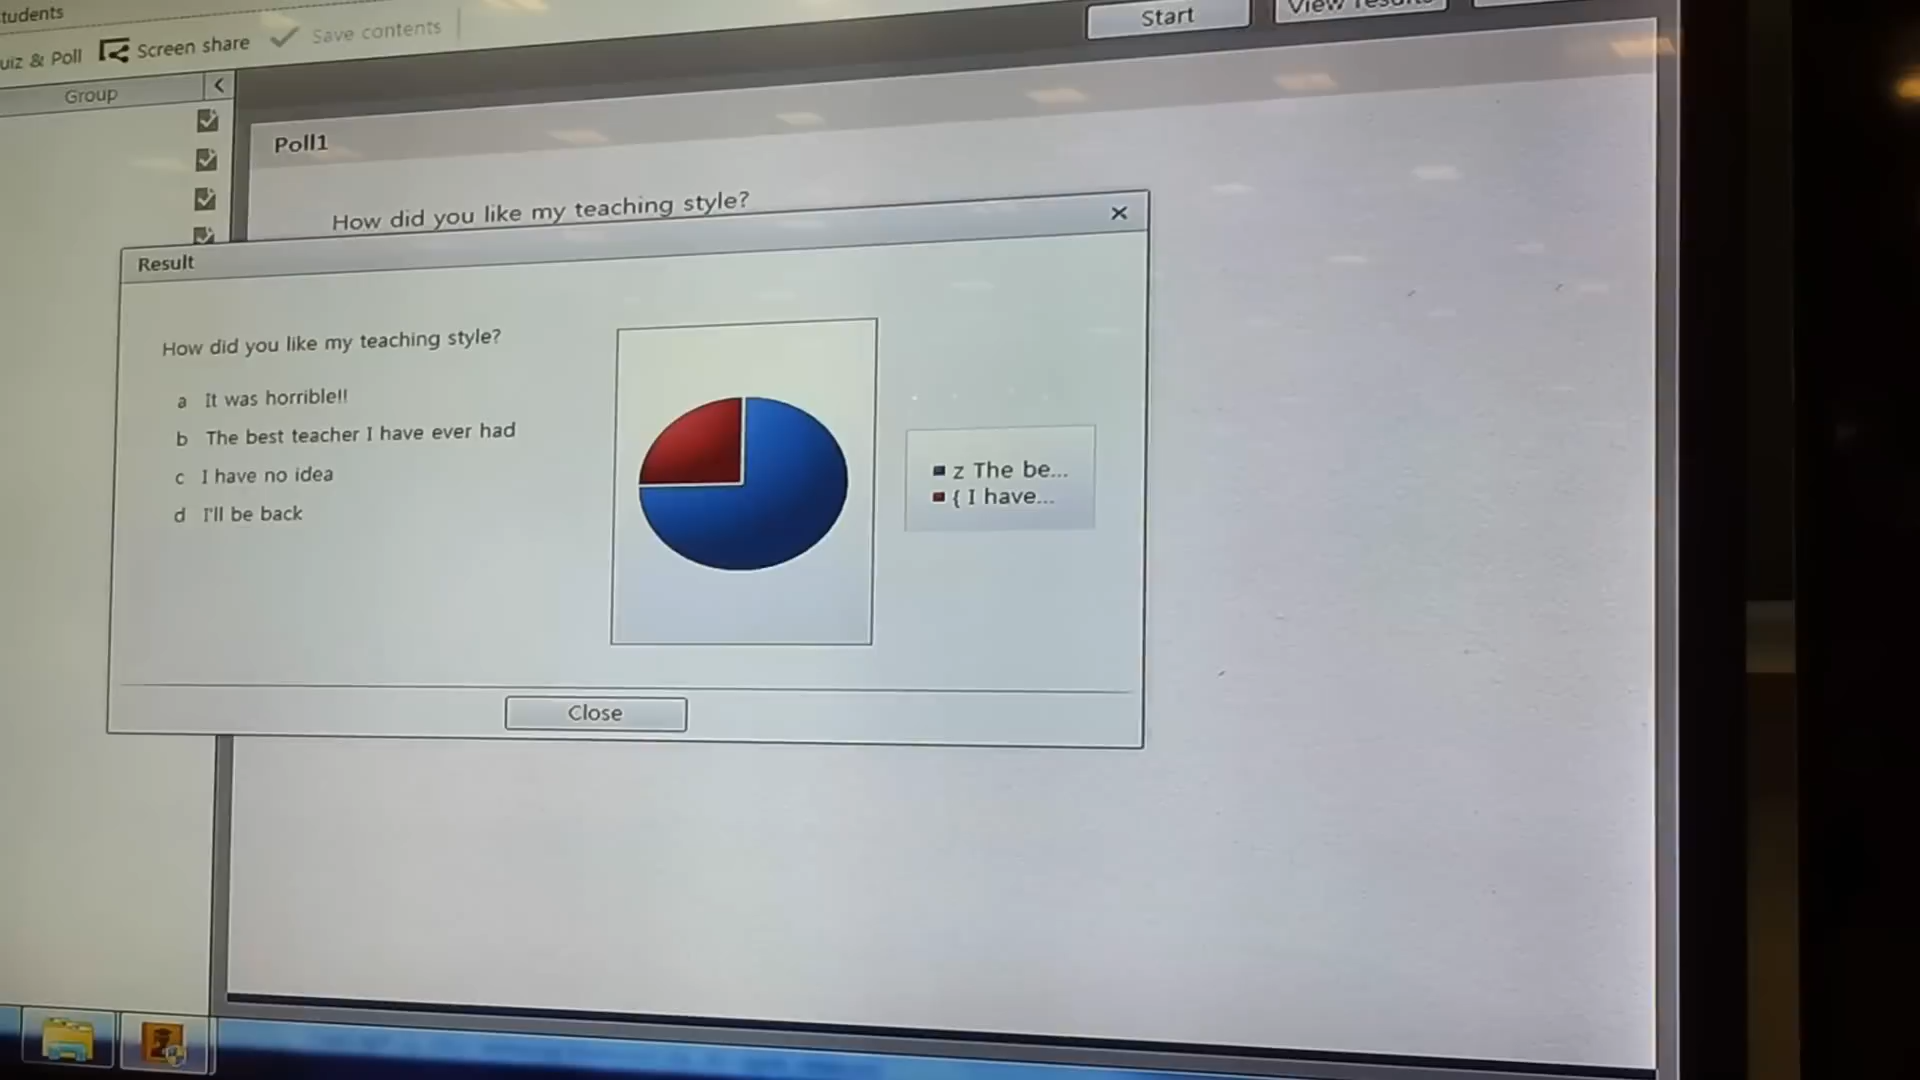 tudents
uiz & Poll
Screen share
Save contents
Start
View results
Group
Poll1
How did you like my teaching style?
Result
How did you like my teaching style?
a It was horrible!!
b The best teacher I have ever had
c I have no idea
d I'll be back
z The be...
{ I have...
Close